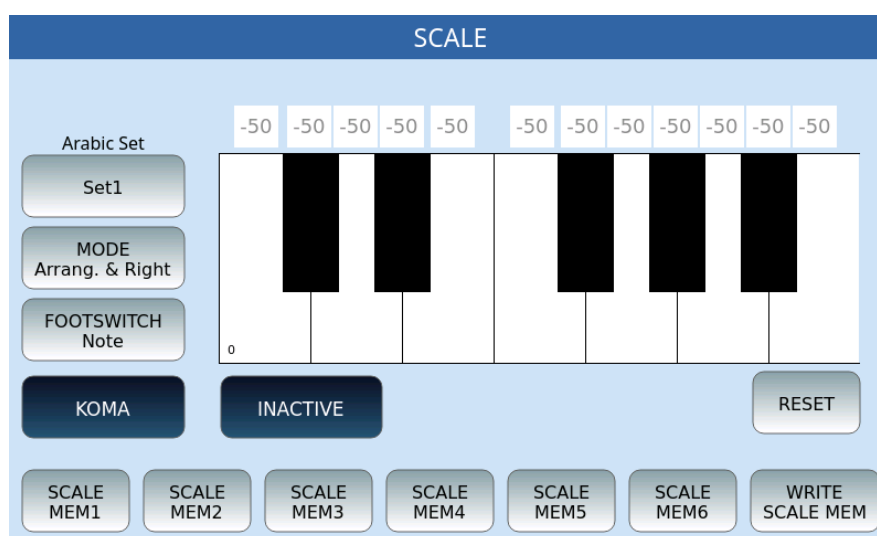 SCALE
-50 -50 -50 -50 -50 -50 -50 -50 -50 -50 -50 -50
Arabic Set
Set1
MODE
Arrang. & Right
FOOTSWITCH
Note
0
KOMA
INACTIVE
RESET
SCALE
MEM1
SCALE
MEM2
SCALE
MEM3
SCALE
MEM4
SCALE
MEM5
SCALE
MEM6
WRITE
SCALE MEM